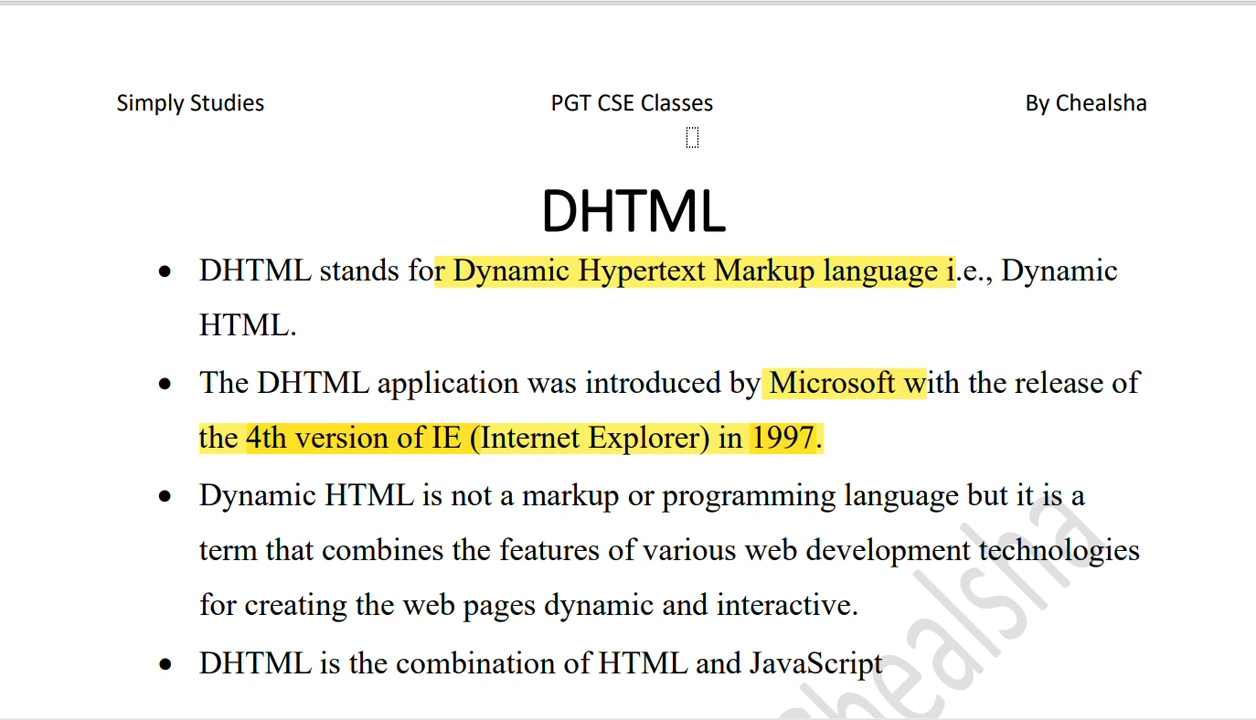 Simply Studies PGT CSE Classes By Chealsha
DHTML
• DHTML stands for Dynamic Hypertext Markup language i.e., Dynamic
HTML.
• The DHTML application was introduced by Microsoft with the release of
the 4th version of IE (Internet Explorer) in 1997.
• Dynamic HTML is not a markup or programming language but it is a
term that combines the features of various web development technologies
for creating the web pages dynamic and interactive.
• DHTML is the combination of HTML and JavaScript
Chealsha